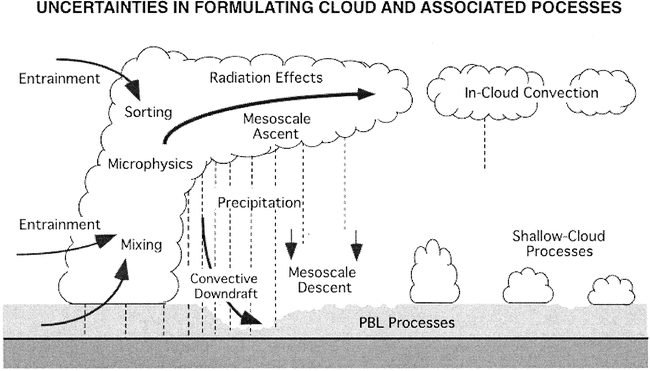 UNCERTAINTIES IN FORMULATING CLOUD AND ASSOCIATED POCESSES
Entrainment
Radiation Effects
In-Cloud Convection
Sorting
Mesoscale
Ascent
Microphysics
Precipitation
Entrainment
Mixing
Shallow-Cloud
Processes
Convective
Downdraft
Mesoscale
Descent
PBL Processes